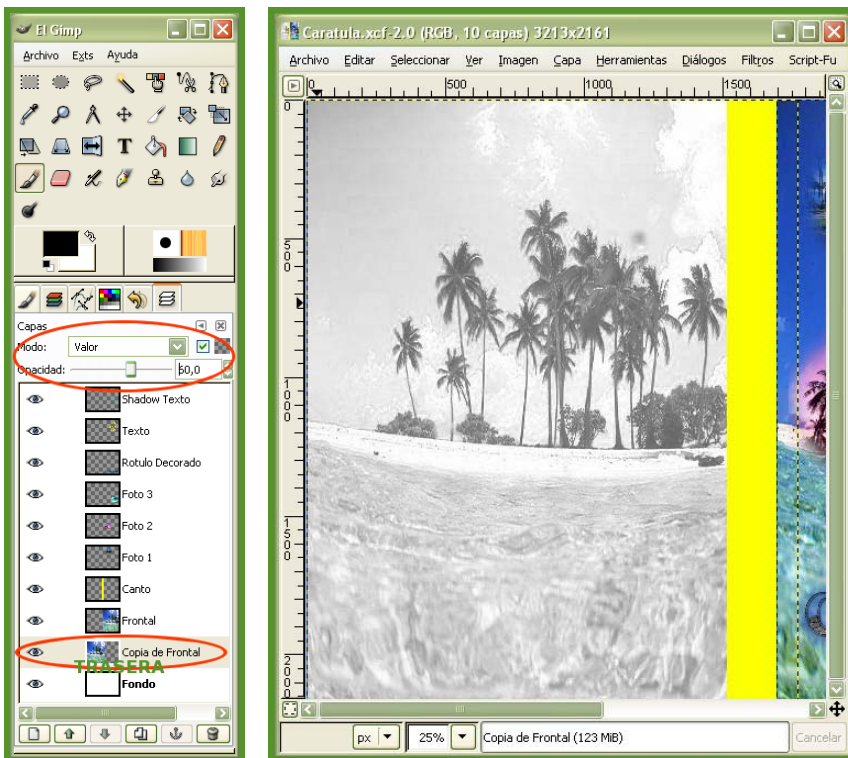 El Gimp
Archivo Exts Ayuda
Capas
Modo: Valor
Opacidad: 60,0
Shadow Texto
Texto
Rotulo Decorado
Foto 3
Foto 2
Foto 1
Canto
Frontal
Copia de Frontal
TRASERA
Fondo
Caratula.xcf-2.0 (RGB, 10 capas) 3213x2161
Archivo Editar Seleccionar Ver Imagen Capa Herramientas Diálogos Filtros Script-Fu
0 500 1000 1500
0
500
1000
1500
2000
px 25% Copia de Frontal (123 MiB) Cancelar